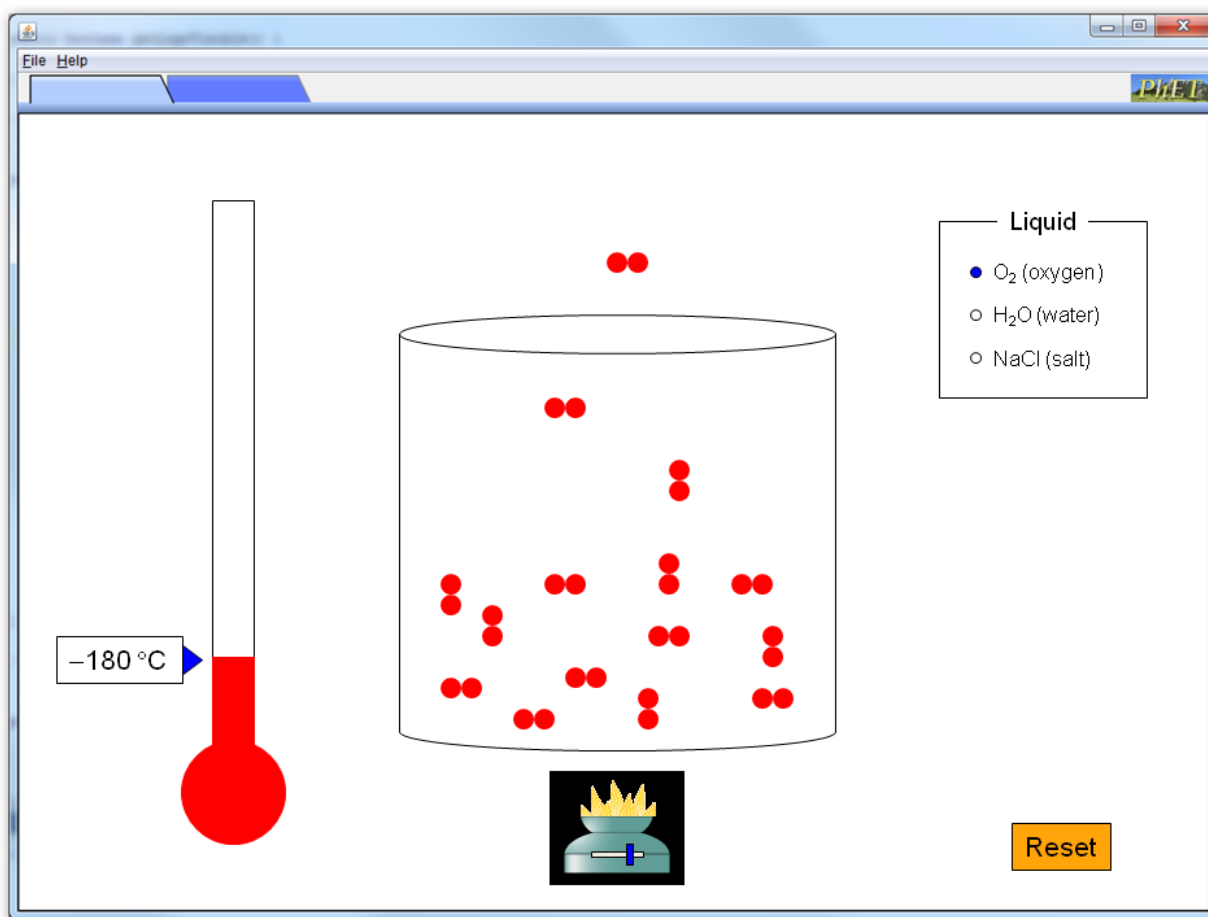 File Help
PhET
Liquid
O₂ (oxygen)
H₂O (water)
NaCl (salt)
–180 °C
Reset